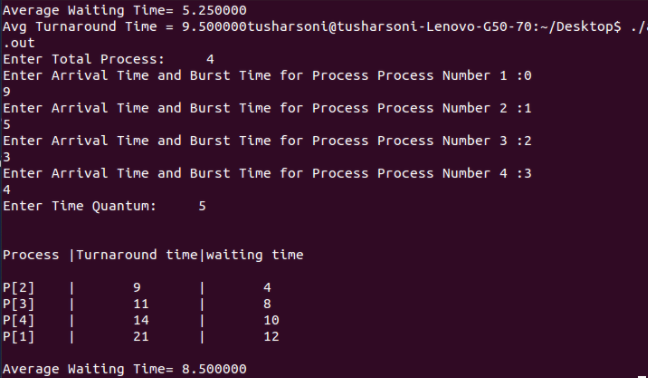 Average Waiting Time= 5.250000
Avg Turnaround Time = 9.500000tusharsoni@tusharsoni-Lenovo-G50-70:~/Desktop$ ./a
.out
Enter Total Process: 4
Enter Arrival Time and Burst Time for Process Process Number 1 :0
9
Enter Arrival Time and Burst Time for Process Process Number 2 :1
5
Enter Arrival Time and Burst Time for Process Process Number 3 :2
3
Enter Arrival Time and Burst Time for Process Process Number 4 :3
4
Enter Time Quantum: 5
Process |Turnaround time|waiting time
P[2] | 9 | 4
P[3] | 11 | 8
P[4] | 14 | 10
P[1] | 21 | 12
Average Waiting Time= 8.500000